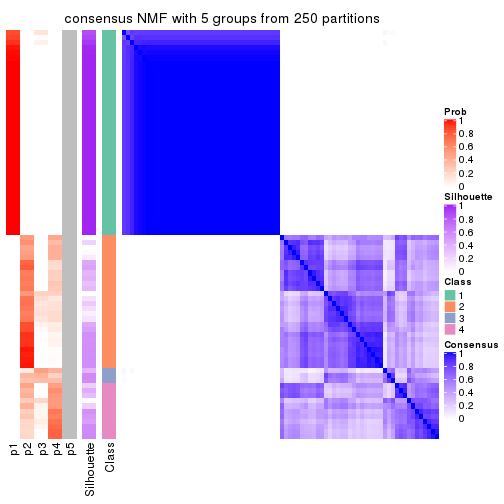 consensus NMF with 5 groups from 250 partitions
Prob
1
0.8
0.6
0.4
0.2
0
Silhouette
1
0.8
0.6
0.4
0.2
0
Class
1
2
3
4
Consensus
1
0.8
0.6
0.4
0.2
0
p1
p2
p3
p4
p5
Silhouette
Class